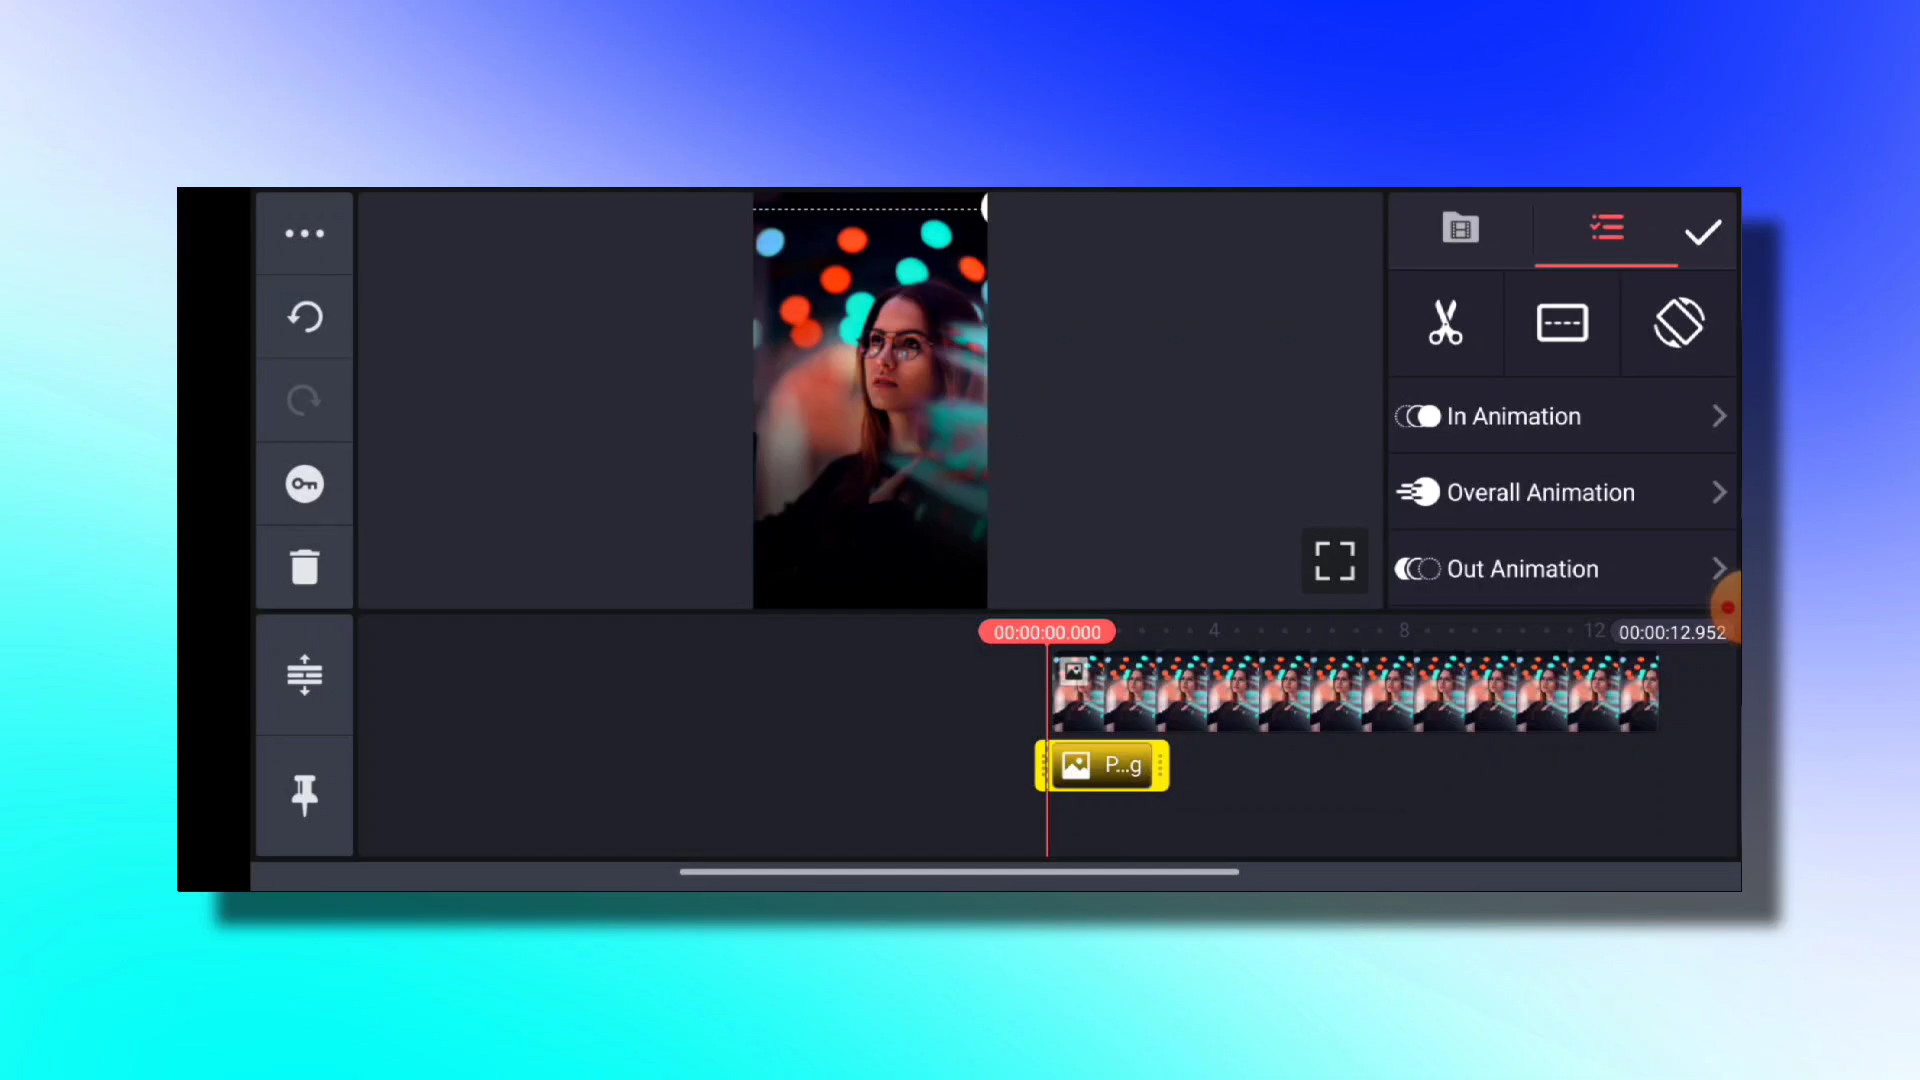 In Animation
Overall Animation
Out Animation
00:00:00.000
4
8
12
00:00:12.952
P...g